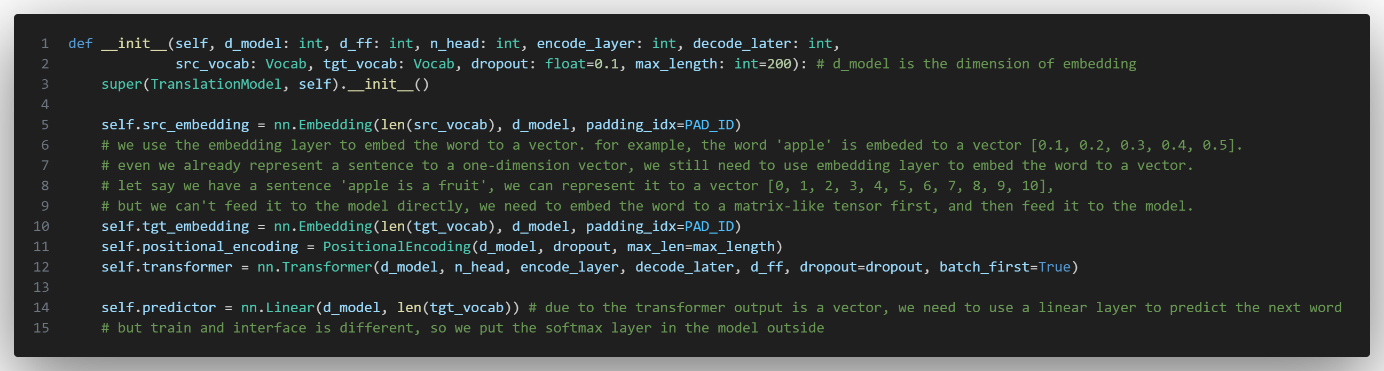 1 def __init__(self, d_model: int, d_ff: int, n_head: int, encode_layer: int, decode_later: int,
2 src_vocab: Vocab, tgt_vocab: Vocab, dropout: float=0.1, max_length: int=200): # d_model is the dimension of embedding
3 super(TranslationModel, self).__init__()
4
5 self.src_embedding = nn.Embedding(len(src_vocab), d_model, padding_idx=PAD_ID)
6 # we use the embedding layer to embed the word to a vector. for example, the word 'apple' is embeded to a vector [0.1, 0.2, 0.3, 0.4, 0.5].
7 # even we already represent a sentence to a one-dimension vector, we still need to use embedding layer to embed the word to a vector.
8 # let say we have a sentence 'apple is a fruit', we can represent it to a vector [0, 1, 2, 3, 4, 5, 6, 7, 8, 9, 10],
9 # but we can't feed it to the model directly, we need to embed the word to a matrix-like tensor first, and then feed it to the model.
10 self.tgt_embedding = nn.Embedding(len(tgt_vocab), d_model, padding_idx=PAD_ID)
11 self.positional_encoding = PositionalEncoding(d_model, dropout, max_len=max_length)
12 self.transformer = nn.Transformer(d_model, n_head, encode_layer, decode_later, d_ff, dropout=dropout, batch_first=True)
13
14 self.predictor = nn.Linear(d_model, len(tgt_vocab)) # due to the transformer output is a vector, we need to use a linear layer to predict the next word
15 # but train and interface is different, so we put the softmax layer in the model outside